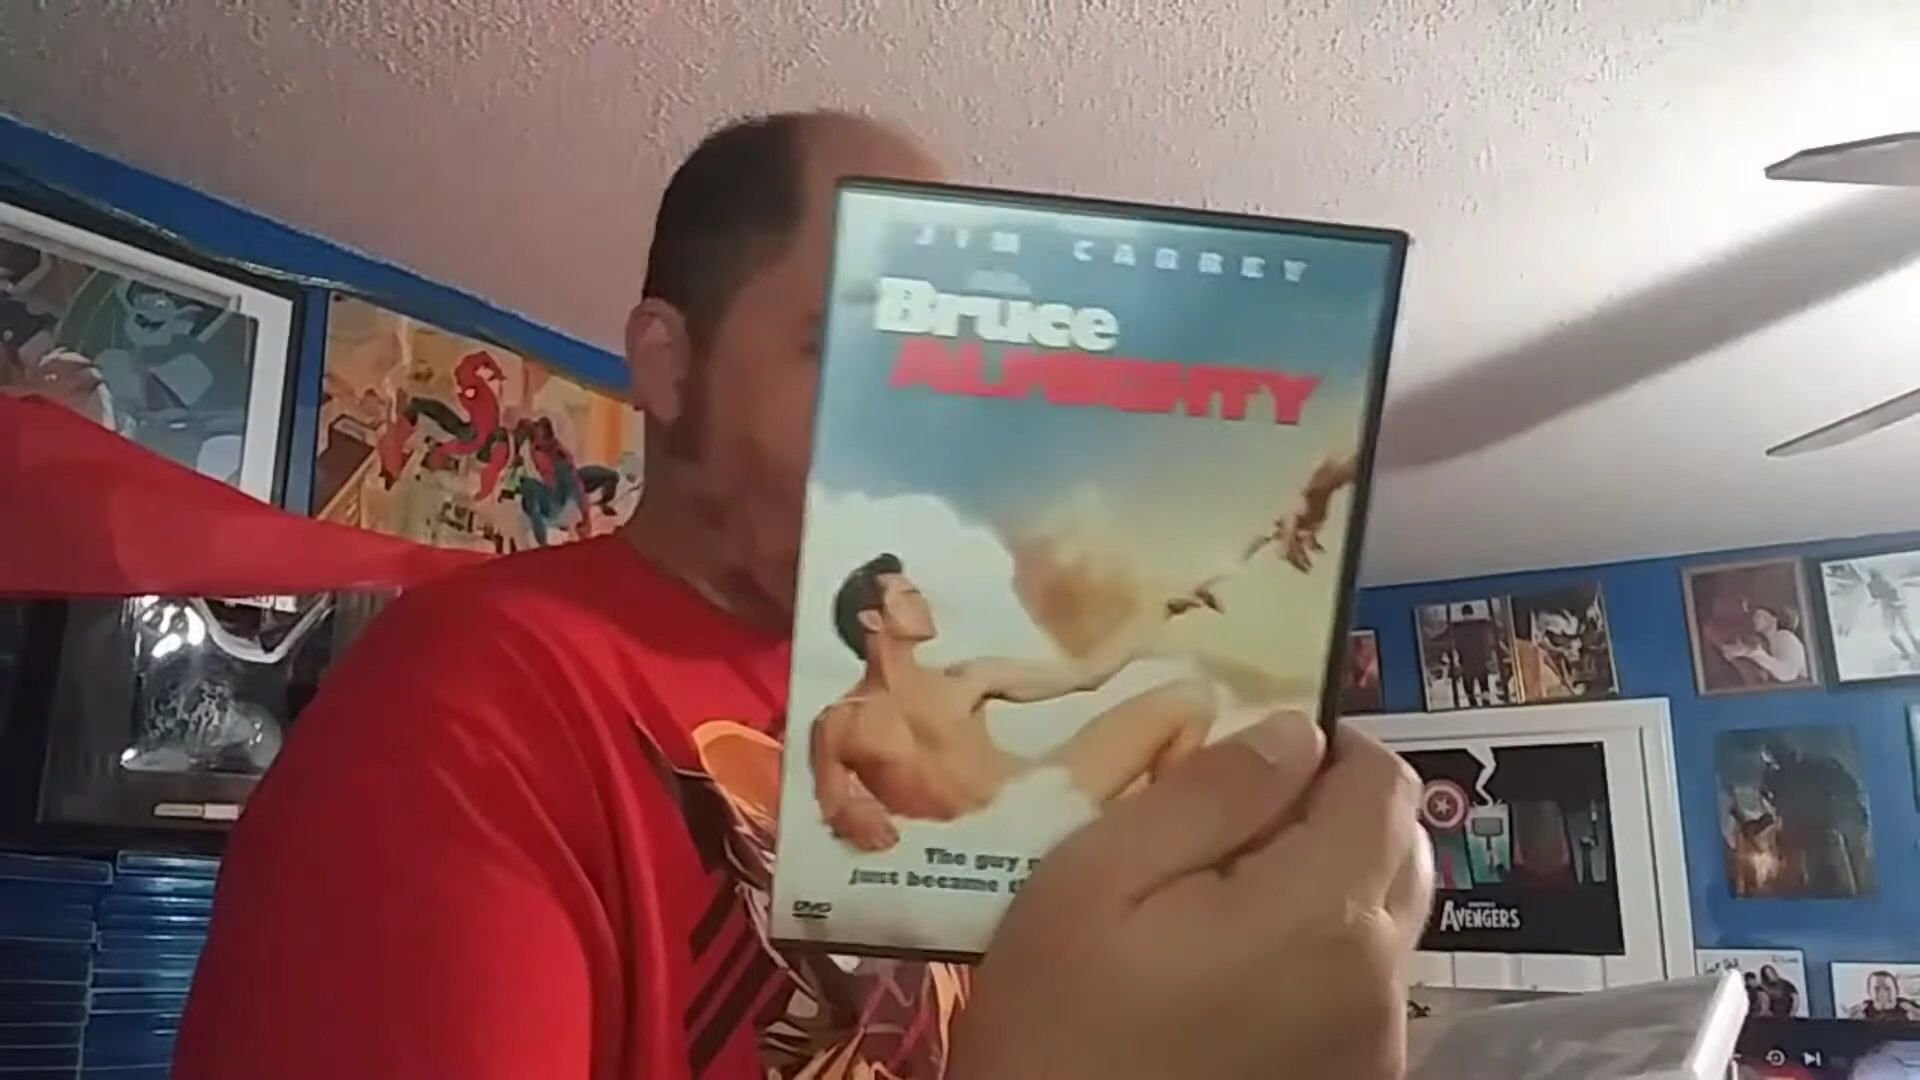 JIM CARREY
Bruce
ALMIGHTY
The guy
just became
DVD
AVENGERS